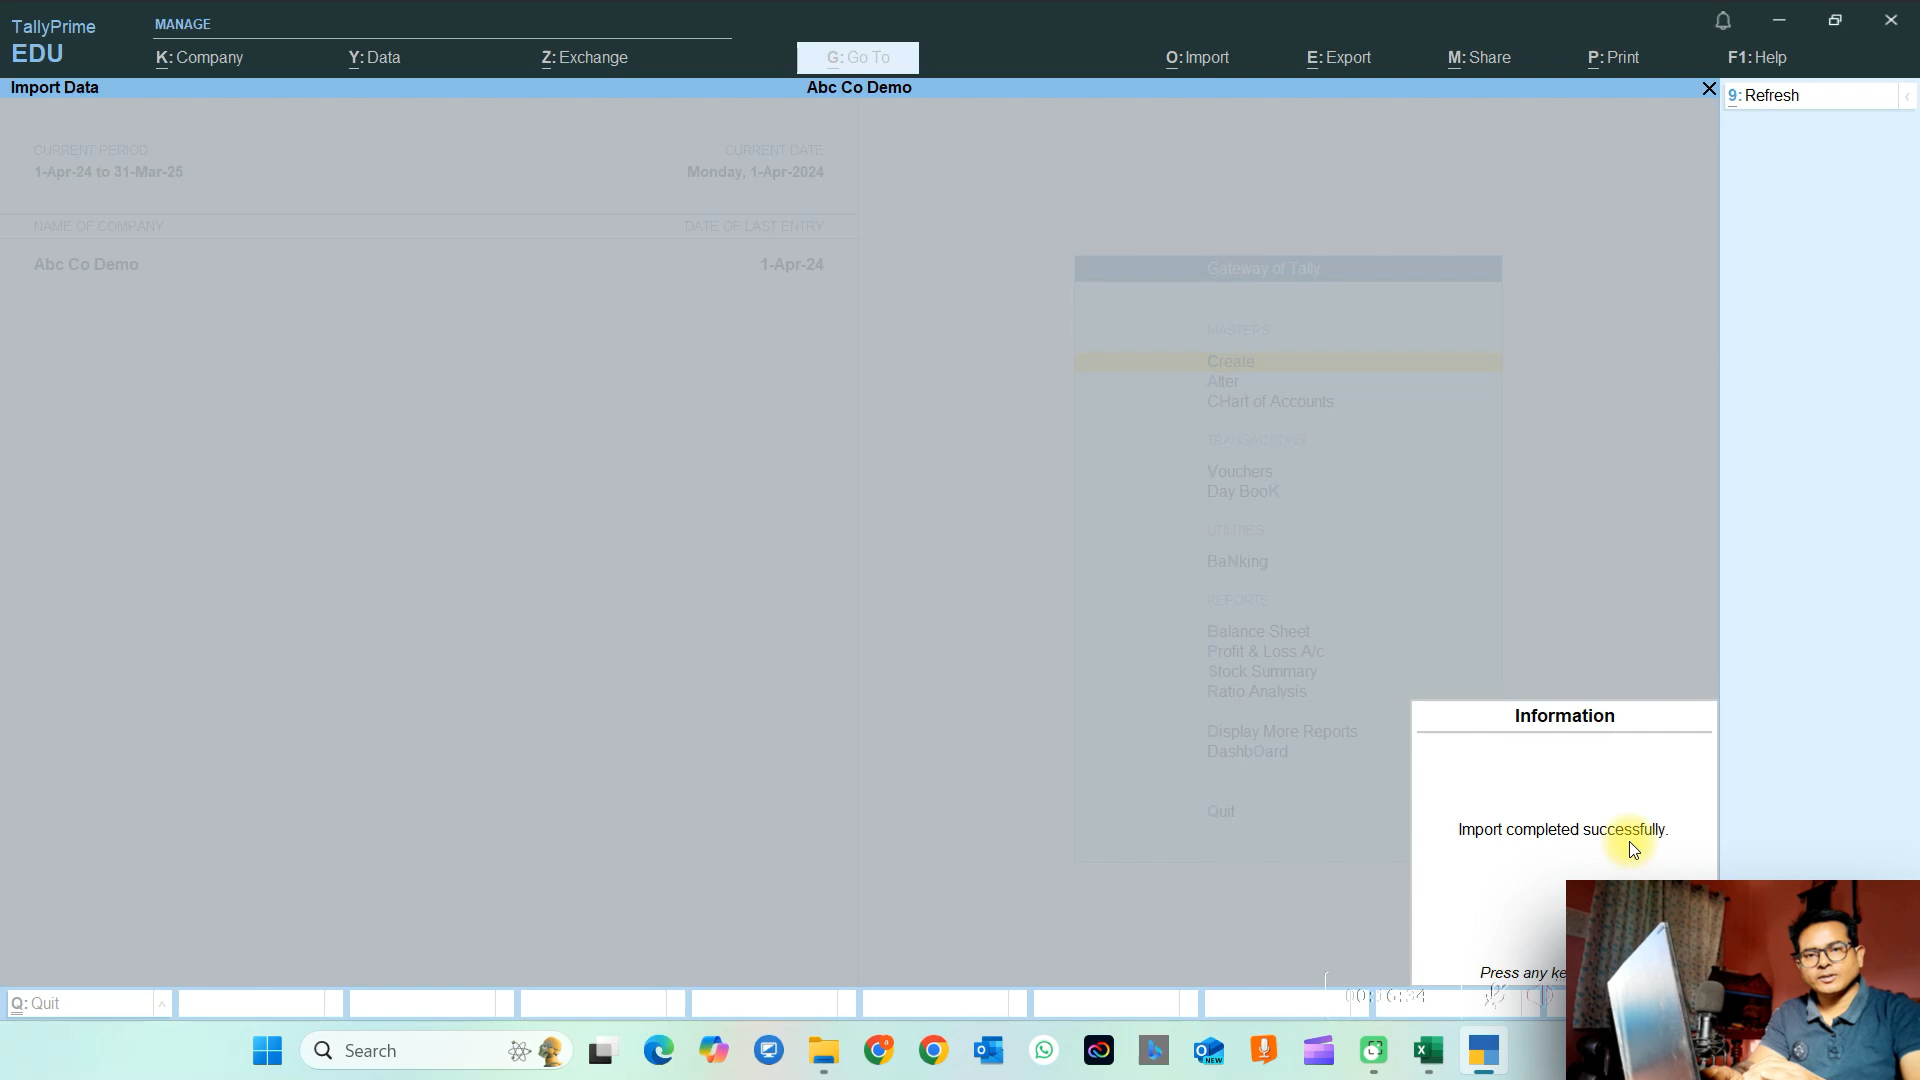 TallyPrime
EDU
MANAGE
K: Company
Y: Data
Z: Exchange
G: Go To
O: Import
E: Export
M: Share
P: Print
F1: Help
Import Data
Abc Co Demo
9: Refresh
CURRENT PERIOD
CURRENT DATE
1-Apr-24 to 31-Mar-25
Monday, 1-Apr-2024
NAME OF COMPANY
DATE OF LAST ENTRY
Abc Co Demo
1-Apr-24
Gateway of Tally
MASTERS
Create
Alter
CHart of Accounts
TRANSACTIONS
Vouchers
Day BooK
UTILITIES
BaNking
REPORTS
Balance Sheet
Profit & Loss A/c
Stock Summary
Ratio Analysis
Display More Reports
DashbOard
Quit
Information
Import completed successfully.
Press any
Q: Quit
00:16:34
Search
NEW